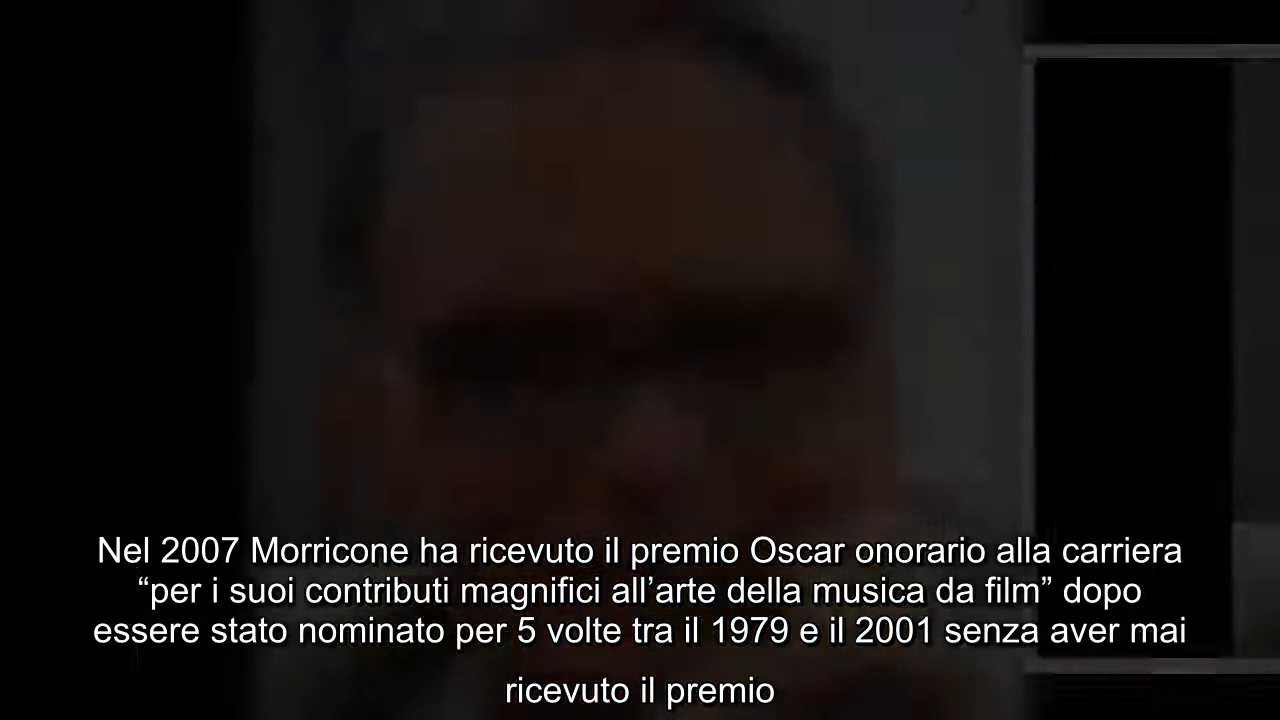 Nel 2007 Morricone ha ricevuto il premio Oscar onorario alla carriera
“per i suoi contributi magnifici all’arte della musica da film” dopo
essere stato nominato per 5 volte tra il 1979 e il 2001 senza aver mai
ricevuto il premio